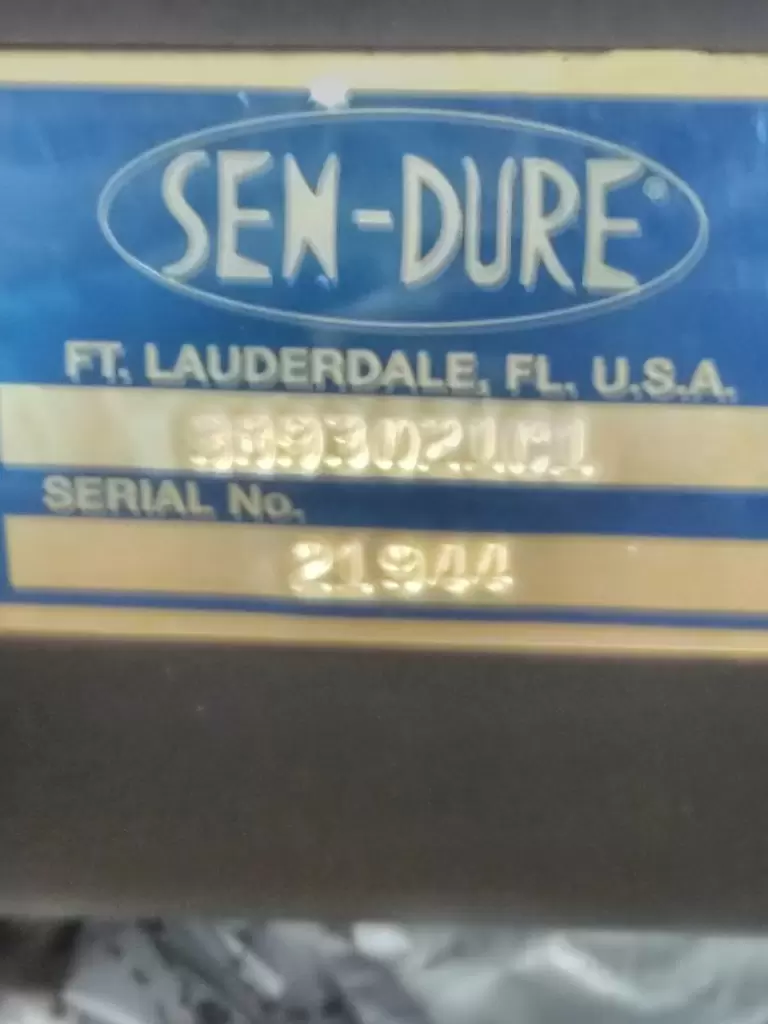 SEN-DURE®
FT. LAUDERDALE, FL. U.S.A.
SERIAL No.
21944